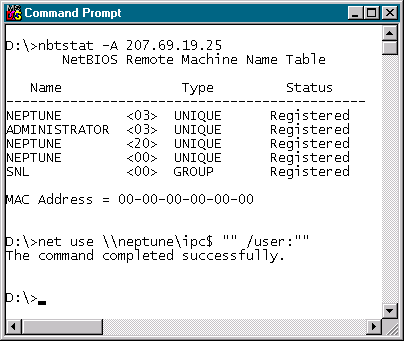 Command Prompt
D:\>nbtstat -A 207.69.19.25
NetBIOS Remote Machine Name Table
Name Type Status
---------------------------------------------
NEPTUNE <03> UNIQUE Registered
ADMINISTRATOR <03> UNIQUE Registered
NEPTUNE <20> UNIQUE Registered
NEPTUNE <00> UNIQUE Registered
SNL <00> GROUP Registered
MAC Address = 00-00-00-00-00-00
D:\>net use \\neptune\ipc$ "" /user:""
The command completed successfully.
D:\>_